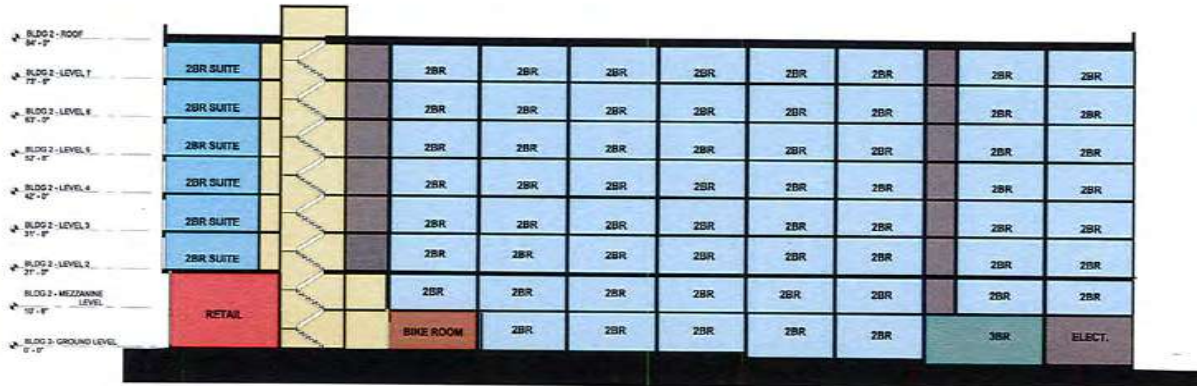 BLDG 2 - ROOF
84' - 0"
BLDG 2 - LEVEL 7
73' - 6"
2BR SUITE 2BR 2BR 2BR 2BR 2BR 2BR 2BR 2BR
BLDG 2 - LEVEL 6
63' - 0"
2BR SUITE 2BR 2BR 2BR 2BR 2BR 2BR 2BR 2BR
BLDG 2 - LEVEL 5
52' - 6"
2BR SUITE 2BR 2BR 2BR 2BR 2BR 2BR 2BR 2BR
BLDG 2 - LEVEL 4
42' - 0"
2BR SUITE 2BR 2BR 2BR 2BR 2BR 2BR 2BR 2BR
BLDG 2 - LEVEL 3
31' - 6"
2BR SUITE 2BR 2BR 2BR 2BR 2BR 2BR 2BR 2BR
BLDG 2 - LEVEL 2
21' - 0"
2BR SUITE 2BR 2BR 2BR 2BR 2BR 2BR 2BR 2BR
BLDG 2 - MEZZANINE
LEVEL
10' - 6"
2BR 2BR 2BR 2BR 2BR 2BR 2BR 2BR
RETAIL
BLDG 2- GROUND LEVEL
0' - 0"
BIKE ROOM 2BR 2BR 2BR 2BR 2BR 3BR ELECT.